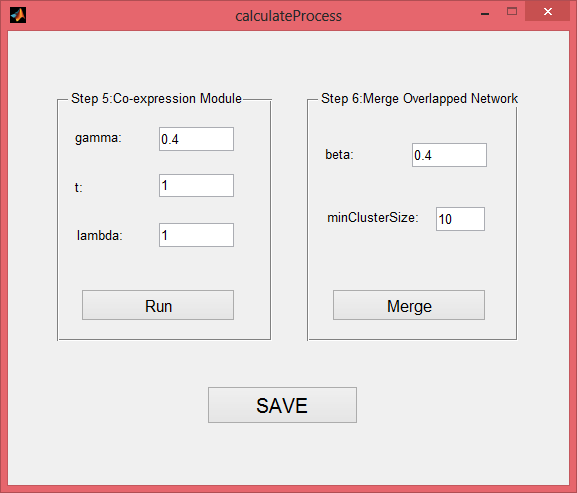 calculateProcess
Step 5:Co-expression Module
gamma: 0.4
t: 1
lambda: 1
Run
Step 6:Merge Overlapped Network
beta: 0.4
minClusterSize: 10
Merge
SAVE